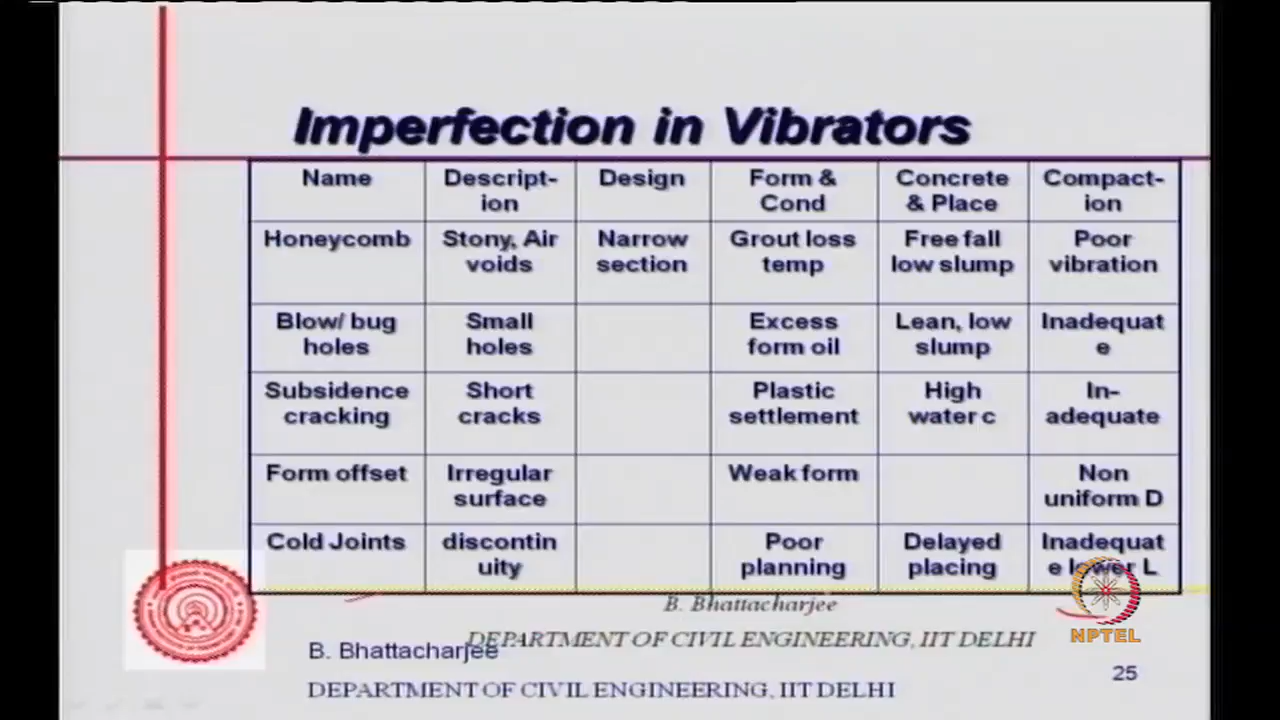 Imperfection in Vibrators
Name Descript- Design Form & Concrete Compact-
ion Cond & Place ion
Honeycomb Stony, Air Narrow Grout loss Free fall Poor
voids section temp low slump vibration
Blow/ bug Small Excess Lean, low Inadequat
holes holes form oil slump e
Subsidence Short Plastic High In-
cracking cracks settlement water c adequate
Form offset Irregular Weak form Non
surface uniform D
Cold Joints discontin Poor Delayed Inadequat
uity planning placing e lower L
B. Bhattacharjee
DEPARTMENT OF CIVIL ENGINEERING, IIT DELHI
NPTEL
B. Bhattacharjee
25
DEPARTMENT OF CIVIL ENGINEERING, IIT DELHI